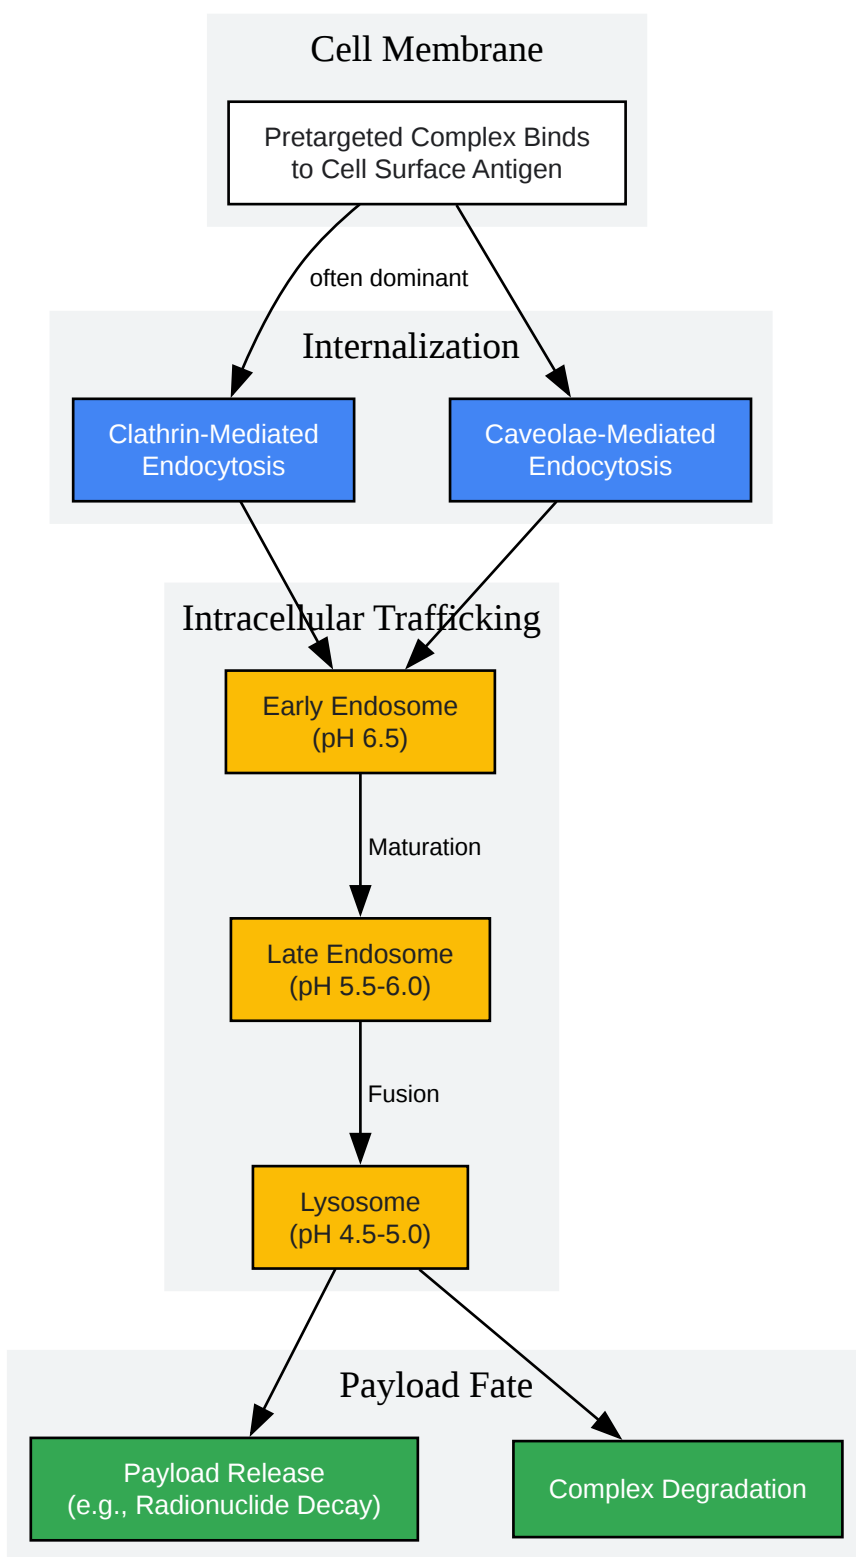 Cell Membrane
Pretargeted Complex Binds
to Cell Surface Antigen
often dominant
Internalization
Clathrin-Mediated
Endocytosis
Caveolae-Mediated
Endocytosis
Intracellular Trafficking
Early Endosome
(pH 6.5)
Maturation
Late Endosome
(pH 5.5-6.0)
Fusion
Lysosome
(pH 4.5-5.0)
Payload Fate
Payload Release
(e.g., Radionuclide Decay)
Complex Degradation